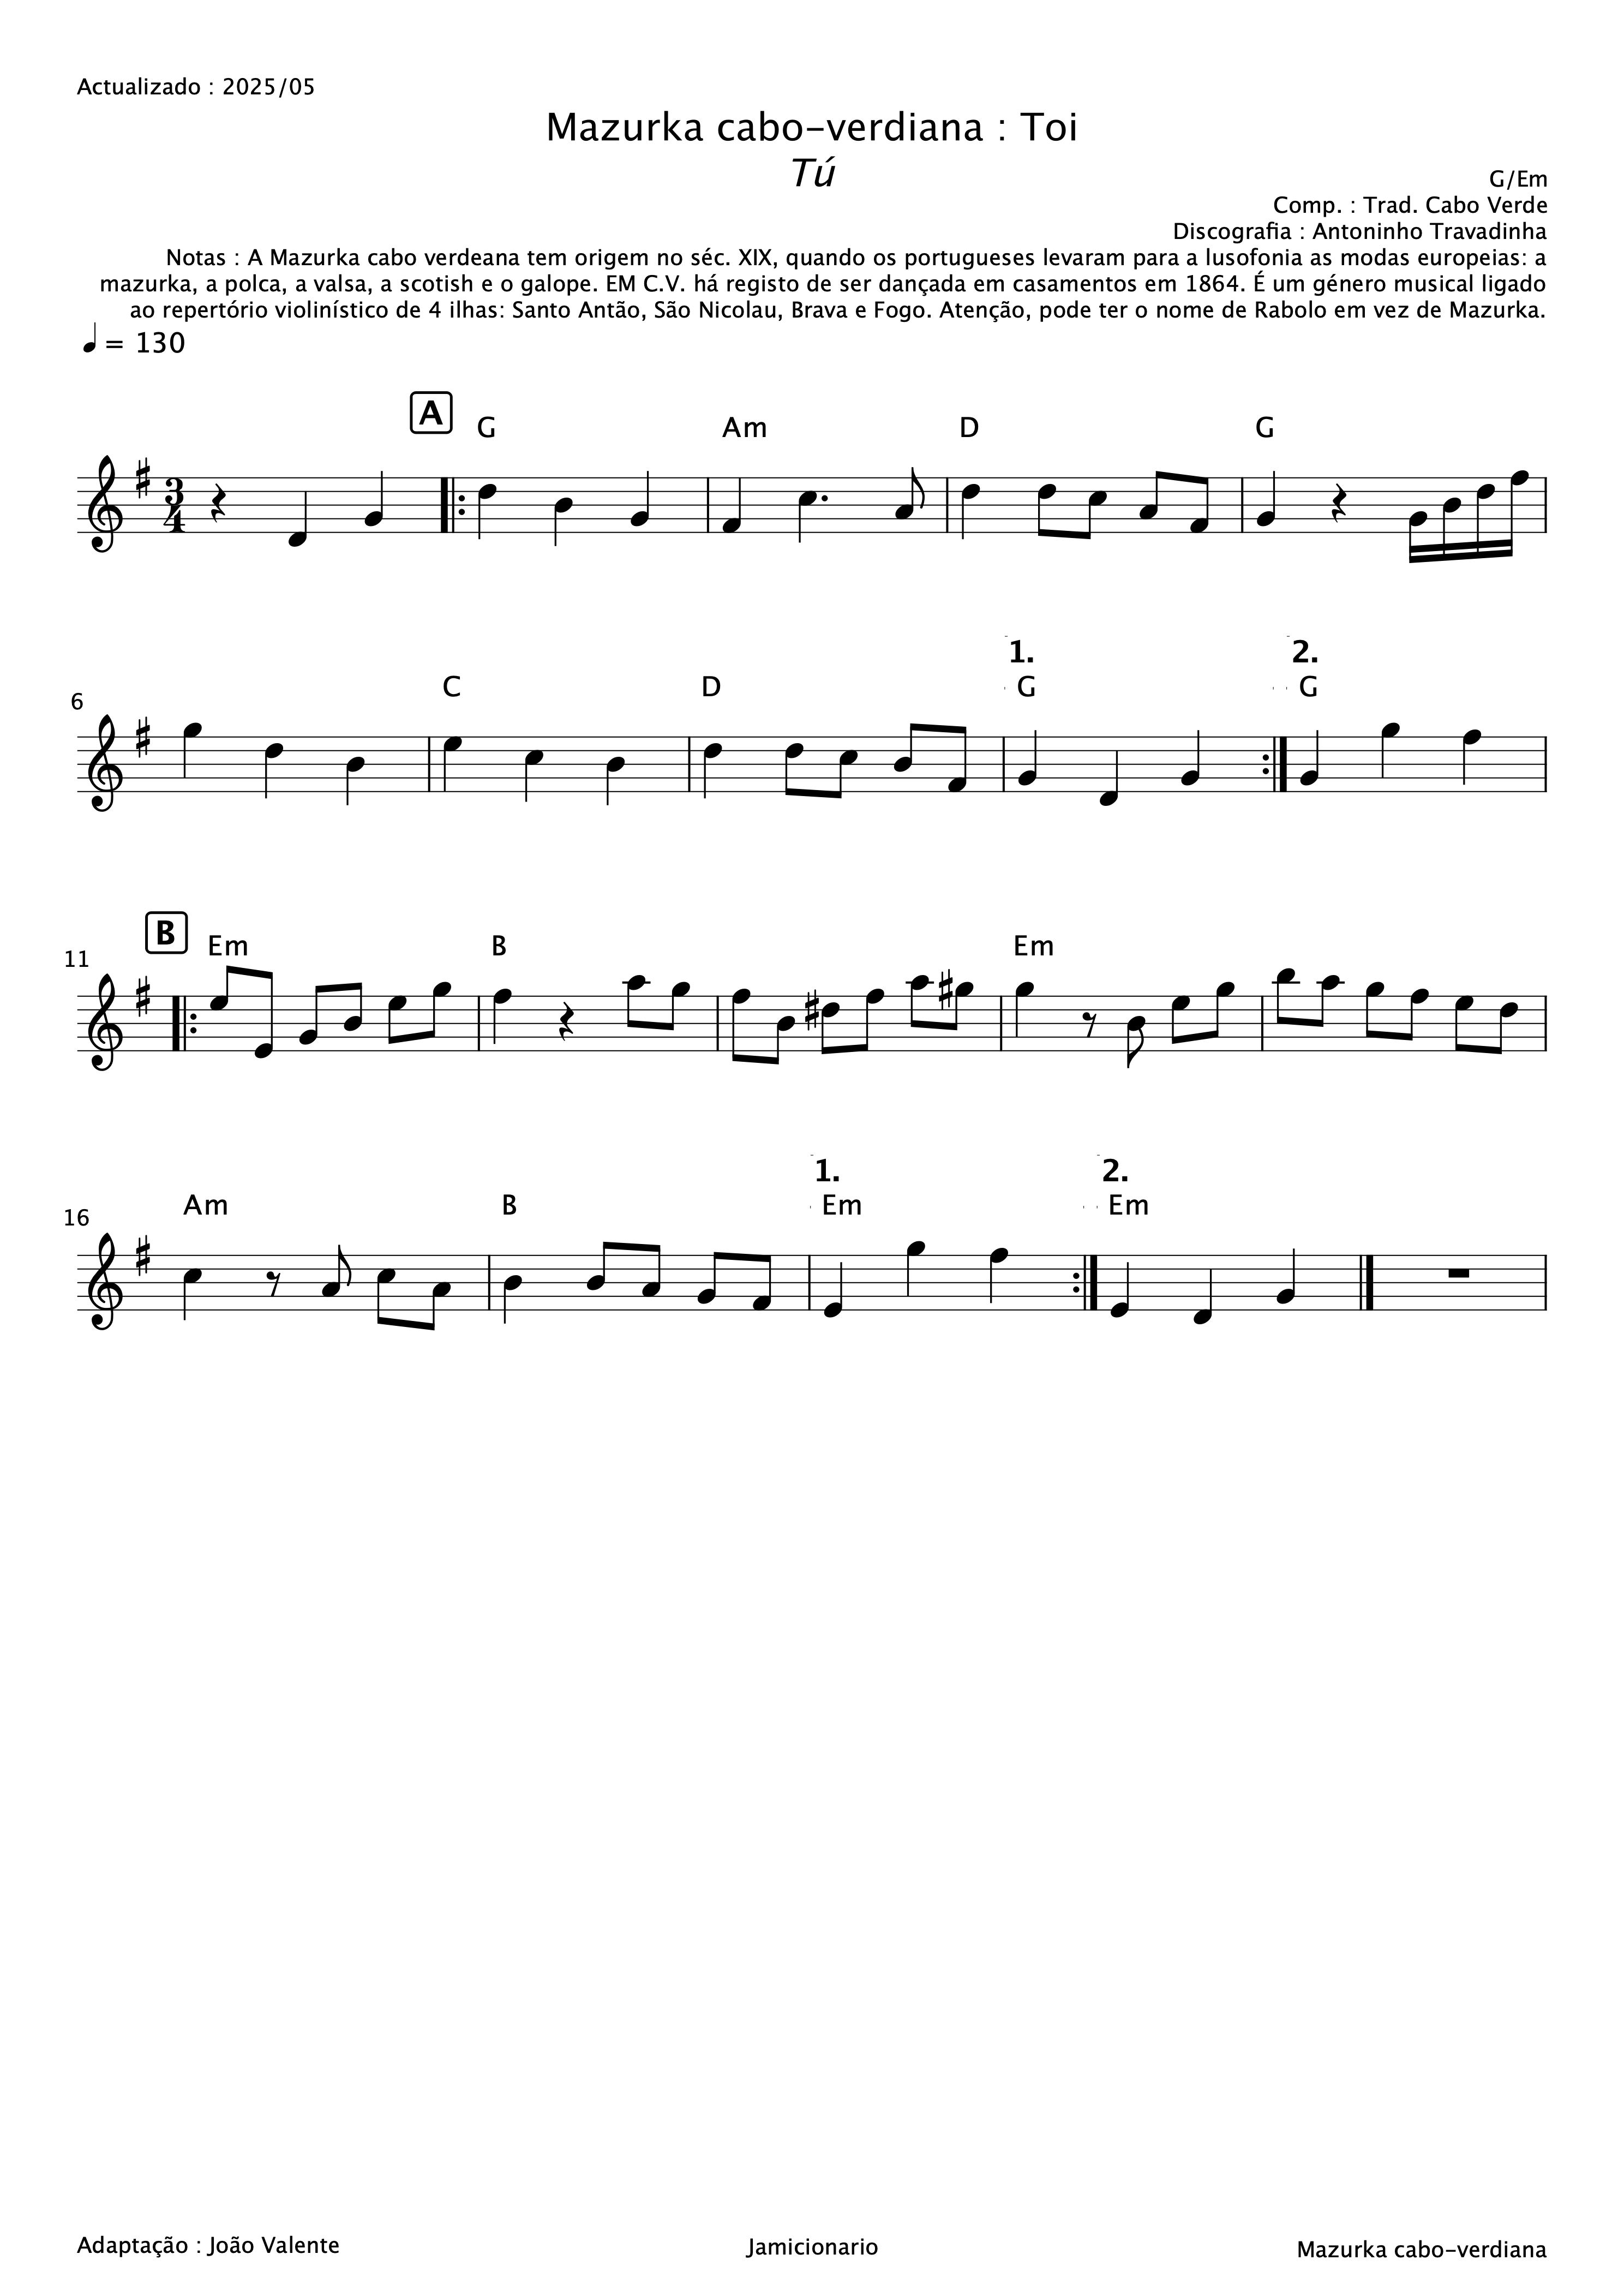 Actualizado : 2025/05
Mazurka cabo-verdiana : Toi
Tú
G/Em
Comp. : Trad. Cabo Verde
Discografia : Antoninho Travadinha
Notas : A Mazurka cabo verdeana tem origem no séc. XIX, quando os portugueses levaram para a lusofonia as modas europeias: a
mazurka, a polca, a valsa, a scotish e o galope. EM C.V. há registo de ser dançada em casamentos em 1864. É um género musical ligado
ao repertório violinístico de 4 ilhas: Santo Antão, São Nicolau, Brava e Fogo. Atenção, pode ter o nome de Rabolo em vez de Mazurka.
= 130
A G Am D G
3
4
1. 2.
6 C D G G
B
11 Em B Em
1. 2.
16 Am B Em Em
Adaptação : João Valente Jamicionario Mazurka cabo-verdiana